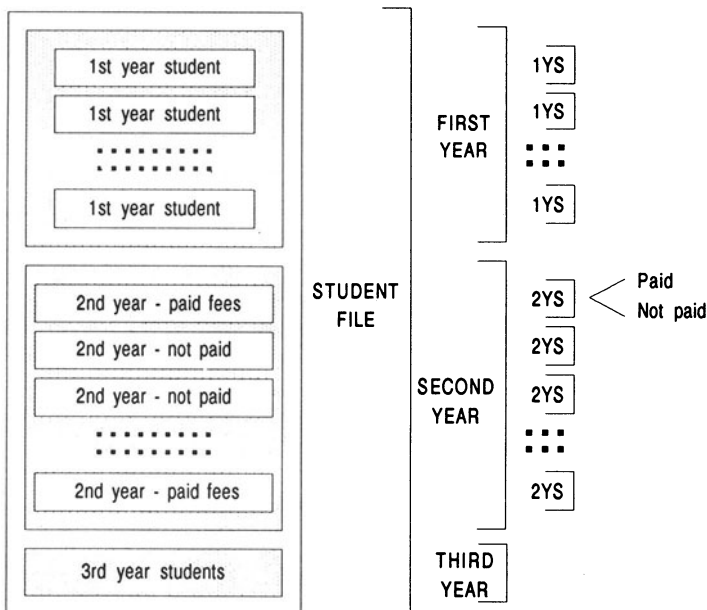 1st year student
1st year student
1st year student
2nd year - paid fees
2nd year - not paid
2nd year - not paid
2nd year - paid fees
3rd year students
STUDENT
FILE
FIRST
YEAR
SECOND
YEAR
THIRD
YEAR
1YS
1YS
1YS
2YS
Paid
Not paid
2YS
2YS
2YS